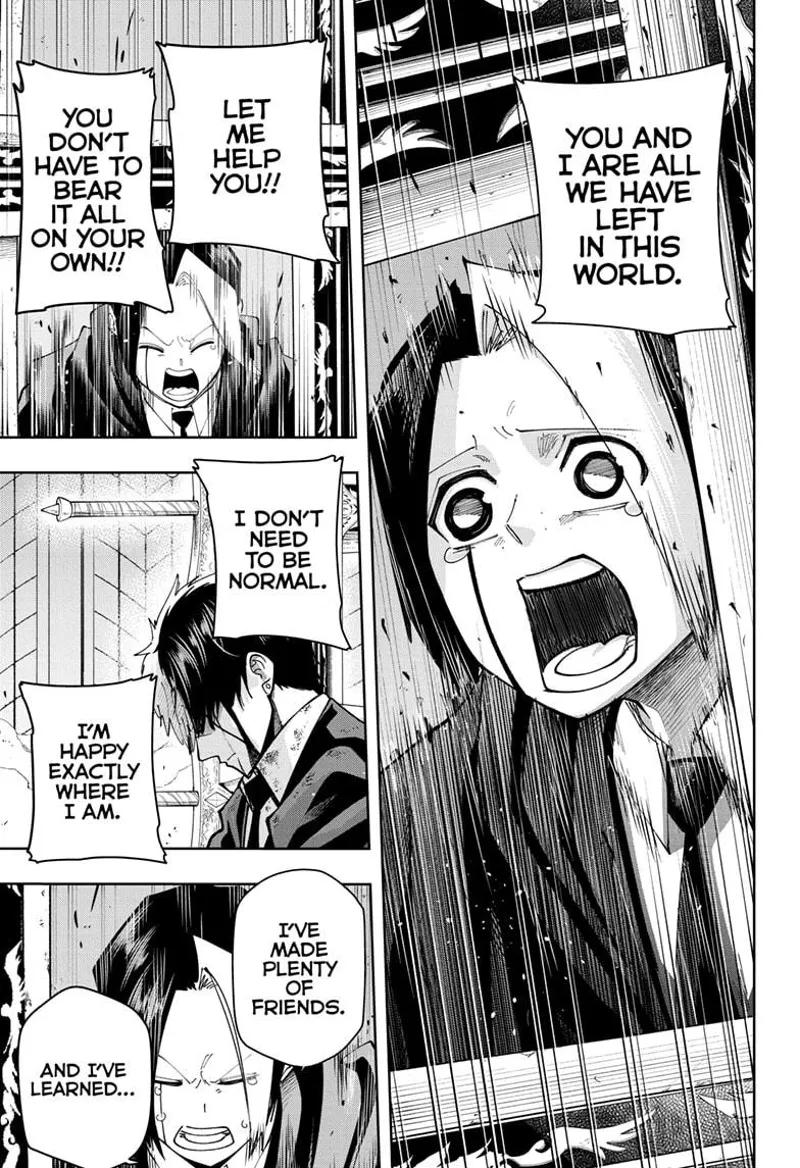 YOU AND
I ARE ALL
WE HAVE
LEFT
IN THIS
WORLD.
LET
ME
HELP
YOU!!
YOU
DON'T
HAVE TO
BEAR
IT ALL
ON YOUR
OWN!!
I DON'T
NEED
TO BE
NORMAL.
I'M
HAPPY
EXACTLY
WHERE
I AM.
I'VE
MADE
PLENTY
OF
FRIENDS.
AND I'VE
LEARNED...